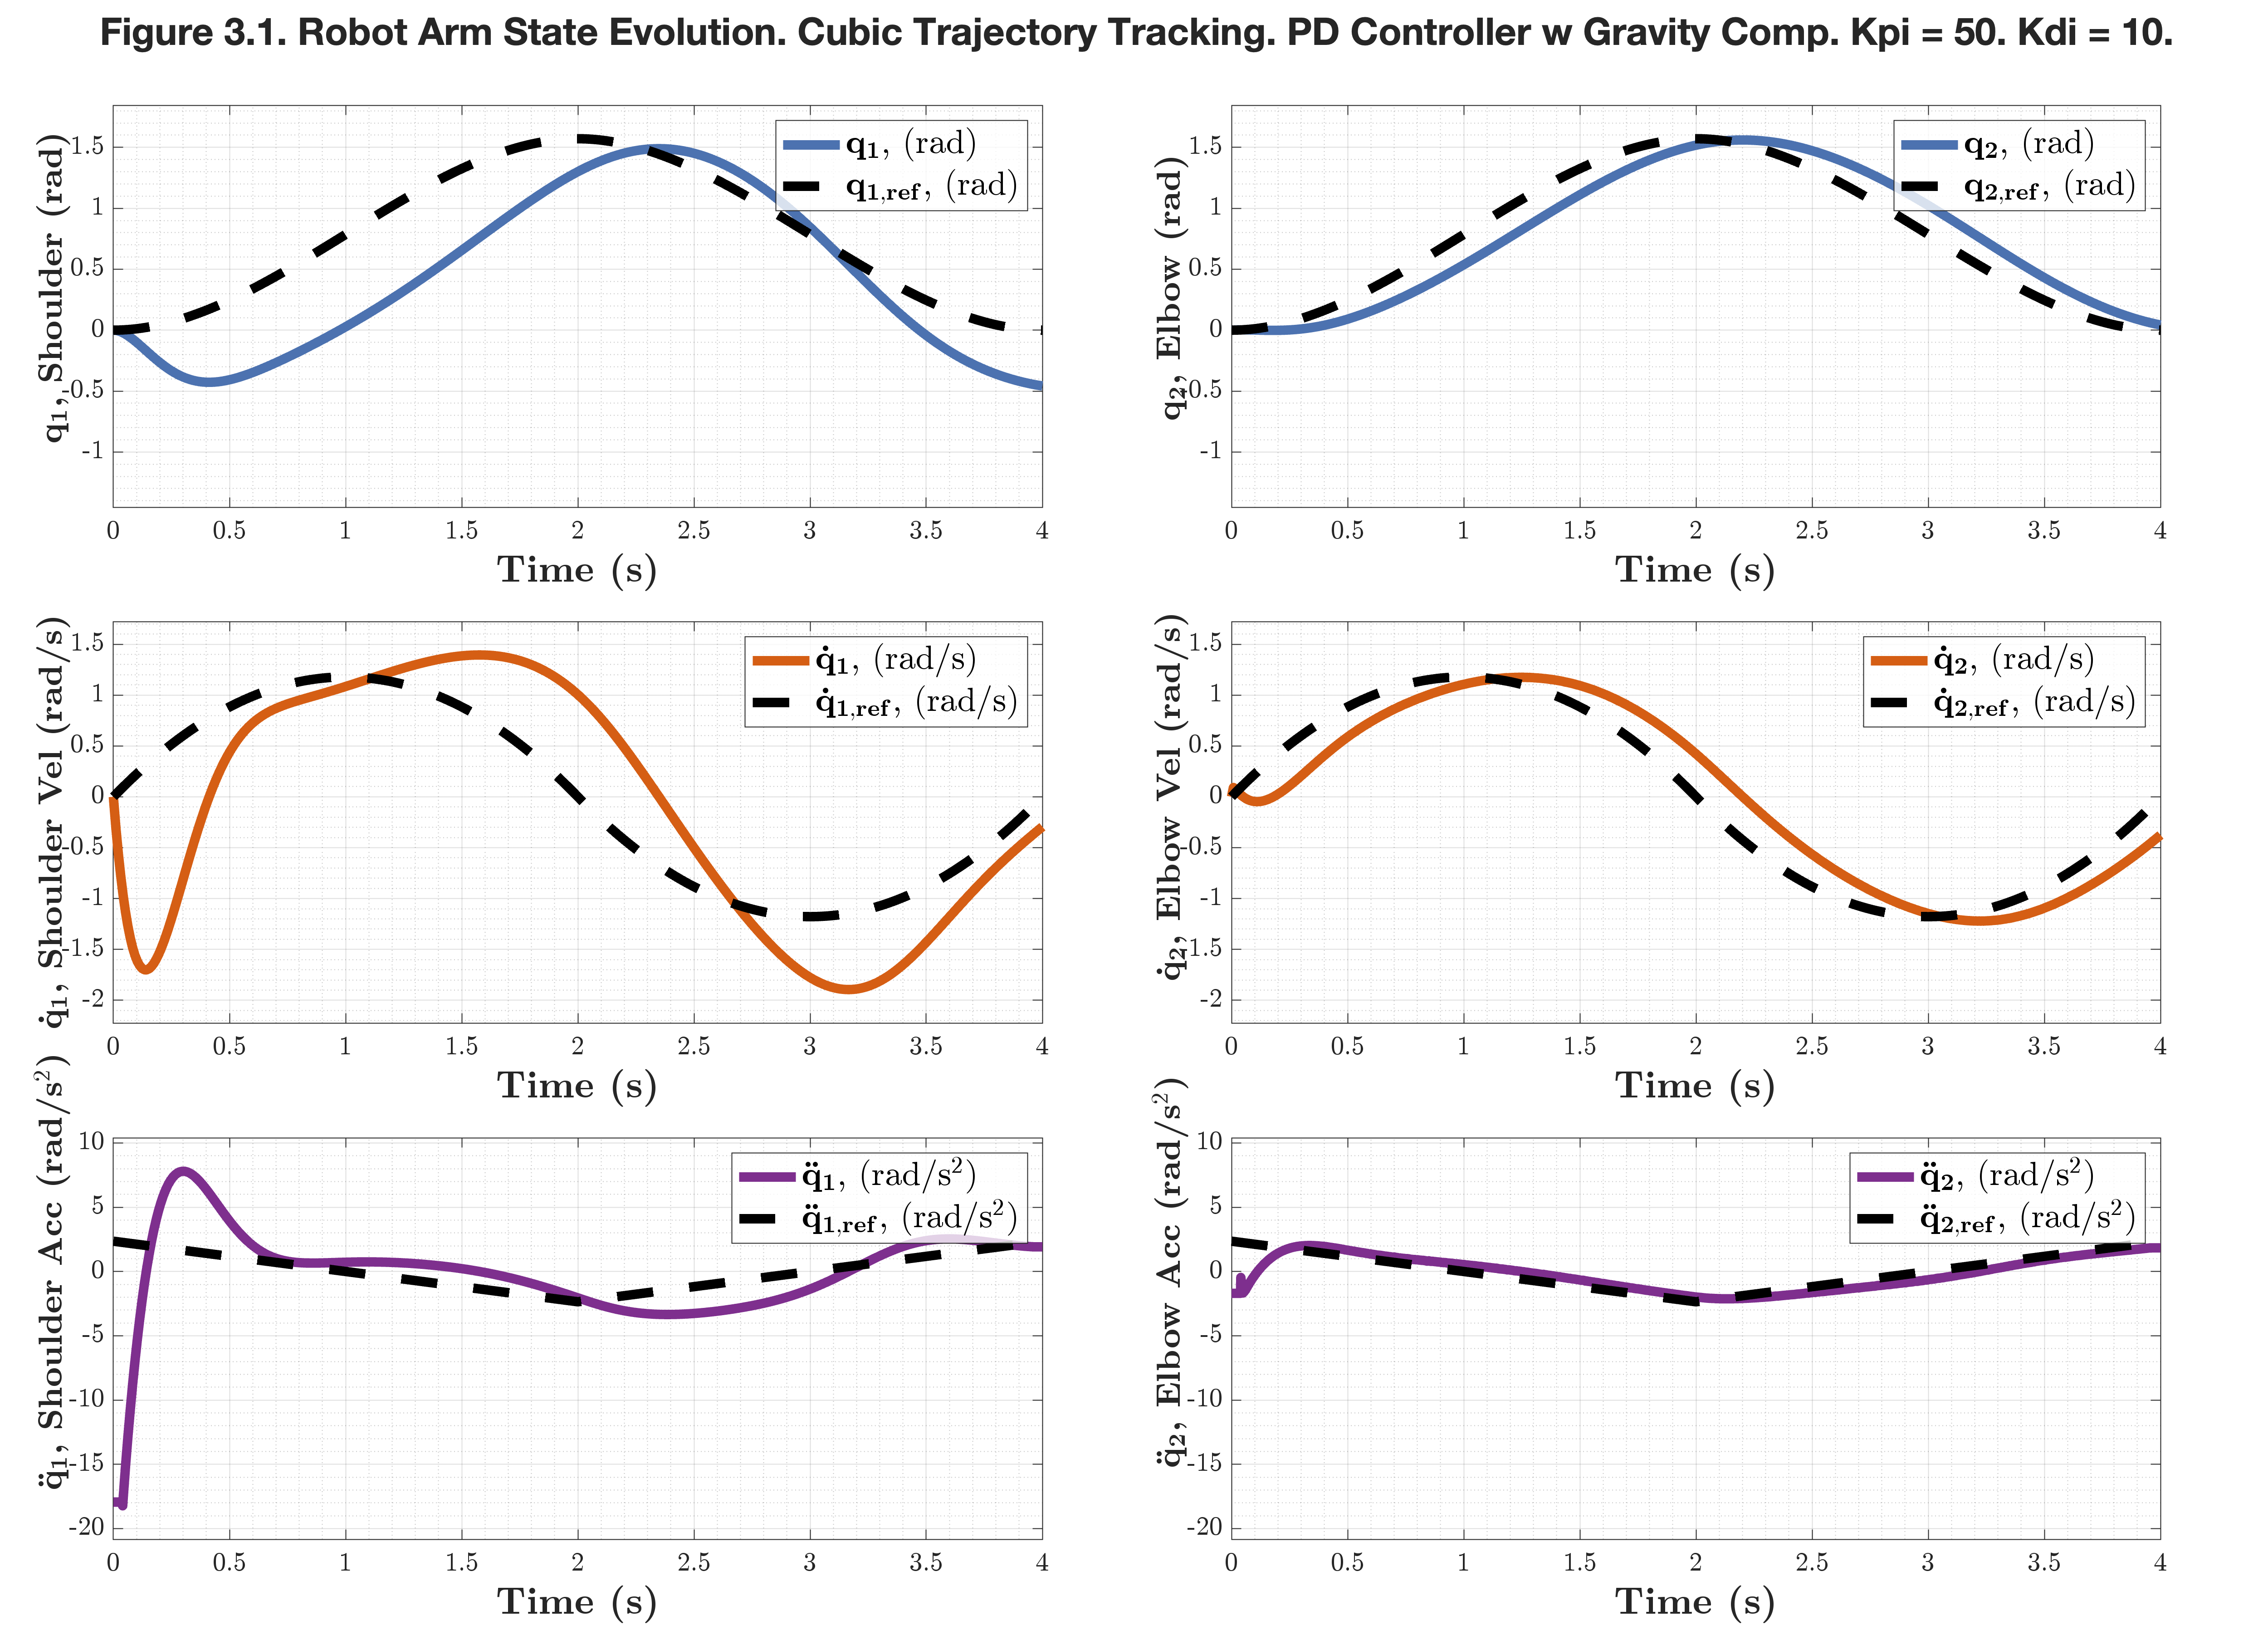 Figure 3.1. Robot Arm State Evolution. Cubic Trajectory Tracking. PD Controller w Gravity Comp. Kpi = 50. Kdi = 10.
q1, Shoulder (rad)
1.5
1
0.5
0
-0.5
-1
q1, (rad)
q1,ref, (rad)
0 0.5 1 1.5 2 2.5 3 3.5 4
Time (s)
q2, Elbow (rad)
1.5
1
0.5
0
-0.5
-1
q2, (rad)
q2,ref, (rad)
0 0.5 1 1.5 2 2.5 3 3.5 4
Time (s)
q̇1, Shoulder Vel (rad/s)
1.5
1
0.5
0
-0.5
-1
-1.5
-2
q̇1, (rad/s)
q̇1,ref, (rad/s)
0 0.5 1 1.5 2 2.5 3 3.5 4
Time (s)
q̇2, Elbow Vel (rad/s)
1.5
1
0.5
0
-0.5
-1
-1.5
-2
q̇2, (rad/s)
q̇2,ref, (rad/s)
0 0.5 1 1.5 2 2.5 3 3.5 4
Time (s)
q̈1, Shoulder Acc (rad/s²)
10
5
0
-5
-10
-15
-20
q̈1, (rad/s²)
q̈1,ref, (rad/s²)
0 0.5 1 1.5 2 2.5 3 3.5 4
Time (s)
q̈2, Elbow Acc (rad/s²)
10
5
0
-5
-10
-15
-20
q̈2, (rad/s²)
q̈2,ref, (rad/s²)
0 0.5 1 1.5 2 2.5 3 3.5 4
Time (s)